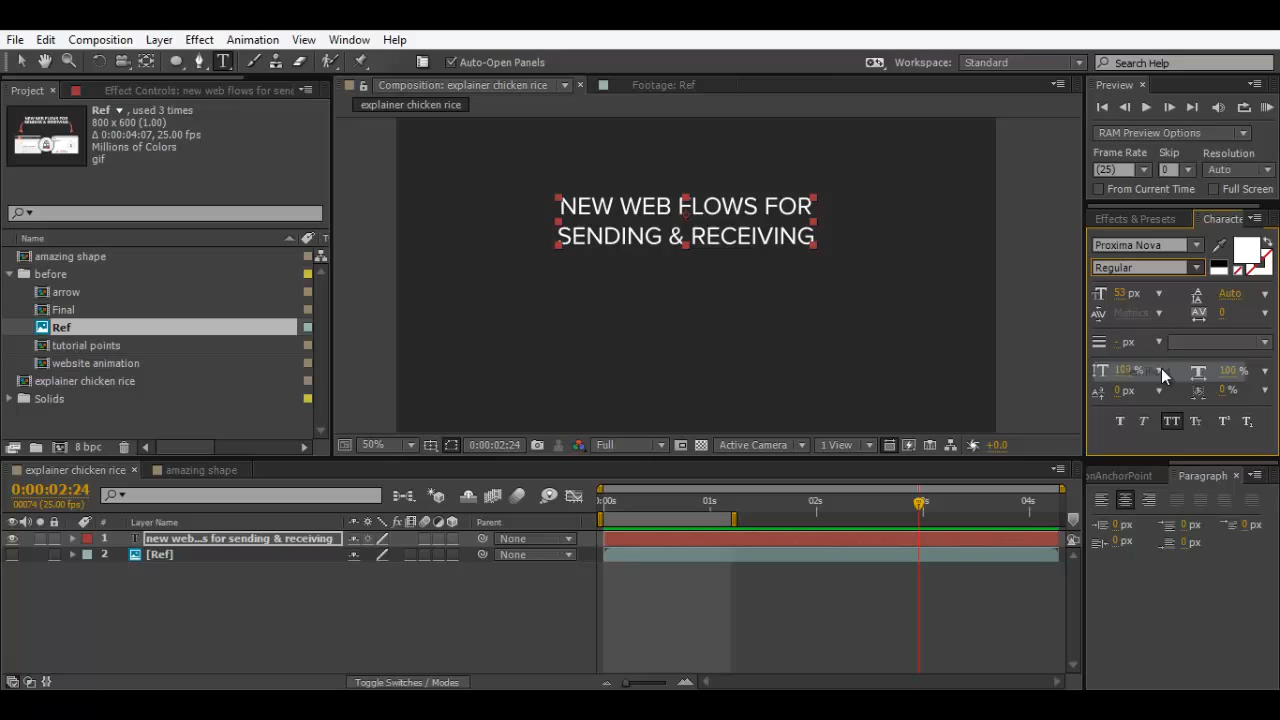 File Edit Composition Layer Effect Animation View Window Help
Auto-Open Panels
Workspace: Standard
Search Help
Project
Effect Controls: new web flows for send
Ref ▼, used 3 times
800 x 600 (1.00)
Δ 0:00:04:07, 25.00 fps
Millions of Colors
gif
Name
amazing shape
before
arrow
Final
Ref
tutorial points
website animation
explainer chicken rice
Solids
8 bpc
Composition: explainer chicken rice
Footage: Ref
explainer chicken rice
NEW WEB FLOWS FOR
SENDING & RECEIVING
50%
0:00:02:24
Full
Active Camera
1 View
+0.0
Preview
RAM Preview Options
Frame Rate Skip Resolution
(25) 0 Auto
From Current Time Full Screen
Effects & Presets
Characte
Proxima Nova
Regular
53 px Auto
Metrics 0
- px
100 % 100 %
0 px 0 %
explainer chicken rice
amazing shape
0:00:02:24
00074 (25.00 fps)
# Layer Name Parent
1 new web...s for sending & receiving None
2 [Ref] None
01s 02s 04s
Toggle Switches / Modes
onAnchorPoint
Paragraph
0 px 0 px 0 px
0 px 0 px